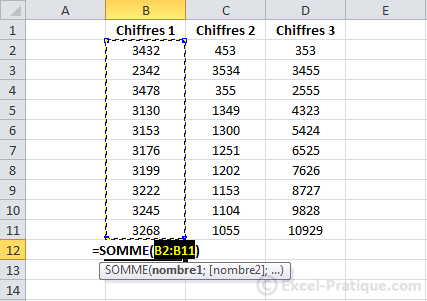 A B C D E
1 Chiffres 1 Chiffres 2 Chiffres 3
2 3432 453 353
3 2342 3534 3455
4 3478 355 2555
5 3130 1349 4323
6 3153 1300 5424
7 3176 1251 6525
8 3199 1202 7626
9 3222 1153 8727
10 3245 1104 9828
11 3268 1055 10929
12 =SOMME(B2:B11)
13 SOMME(nombre1; [nombre2]; ...)
14
© Excel-Pratique.com